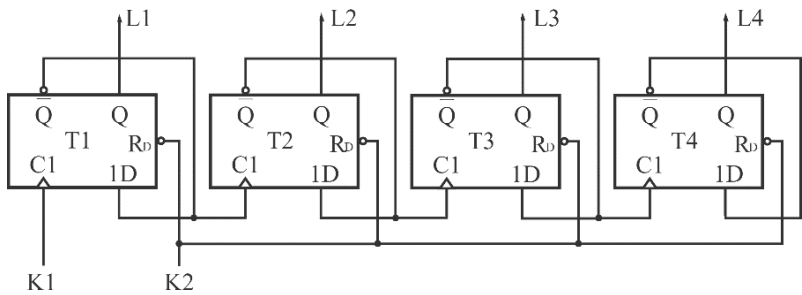 L1 L2 L3 L4
Q̅ Q Q̅ Q Q̅ Q Q̅ Q
T1 RD T2 RD T3 RD T4 RD
C1 1D C1 1D C1 1D C1 1D
K1 K2